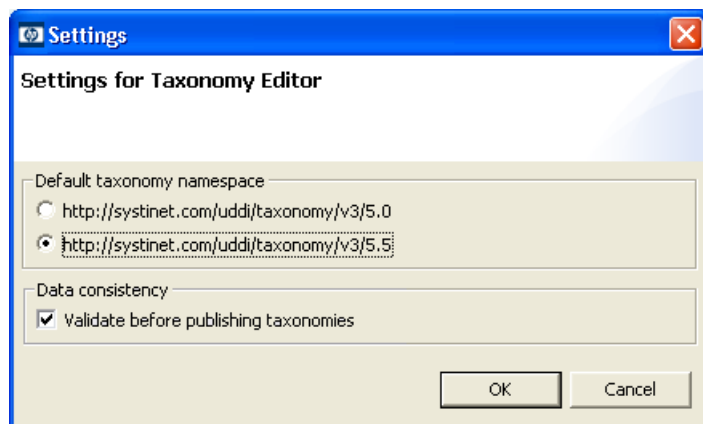 Settings
Settings for Taxonomy Editor
Default taxonomy namespace
http://systinet.com/uddi/taxonomy/v3/5.0
http://systinet.com/uddi/taxonomy/v3/5.5
Data consistency
Validate before publishing taxonomies
OK Cancel